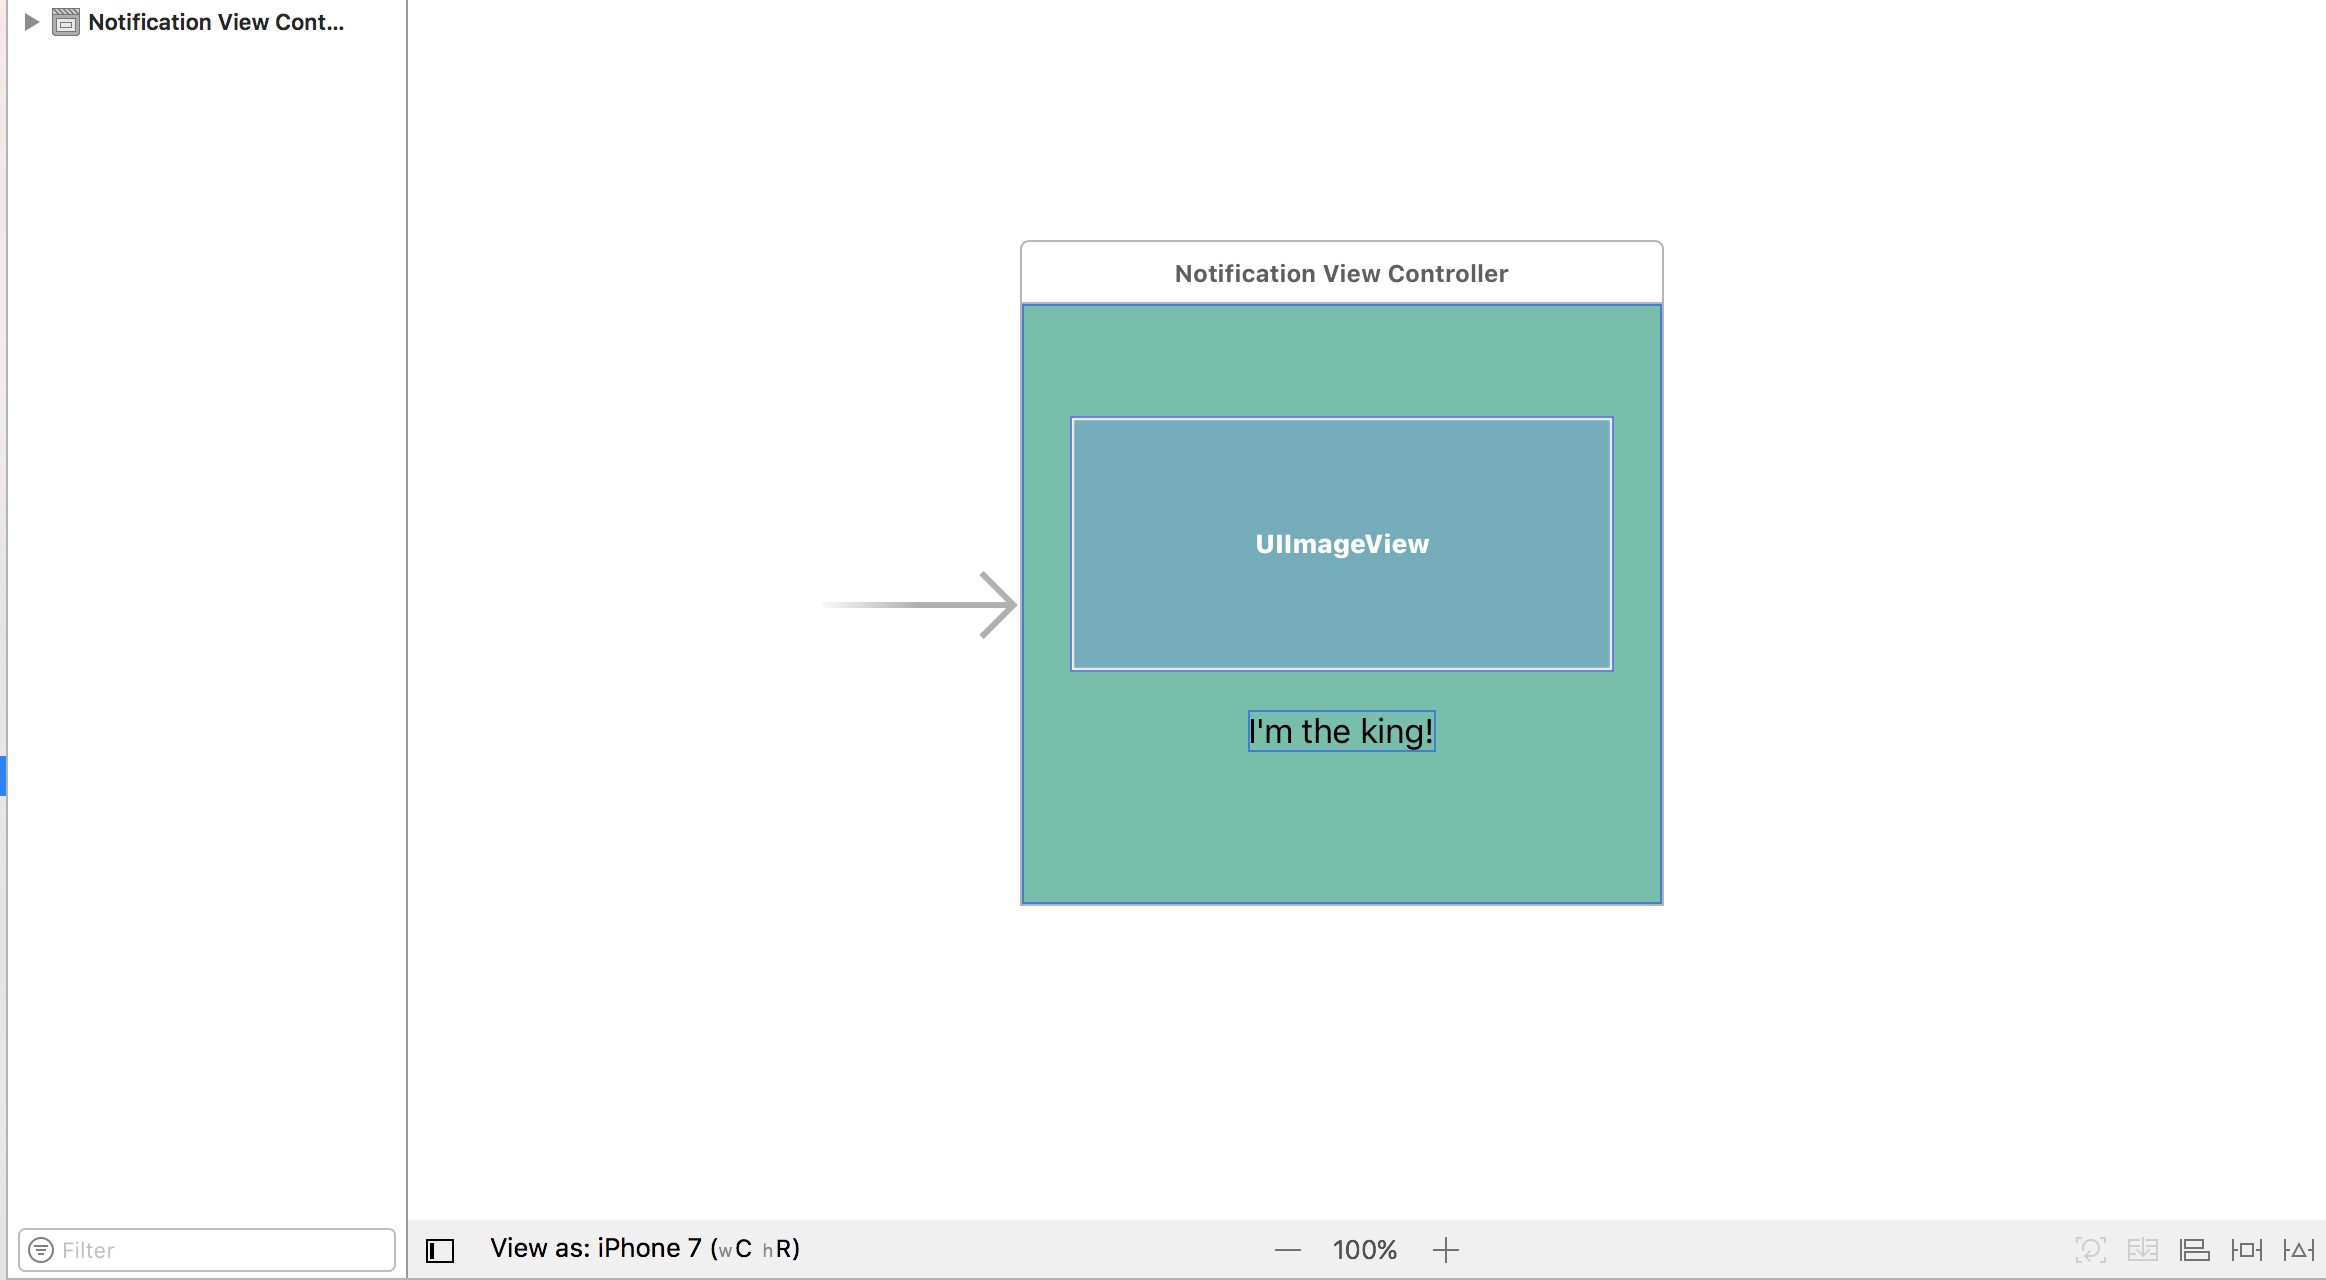 Notification View Cont...
Notification View Controller
UIImageView
I'm the king!
Filter
View as: iPhone 7 (wC hR)
100%